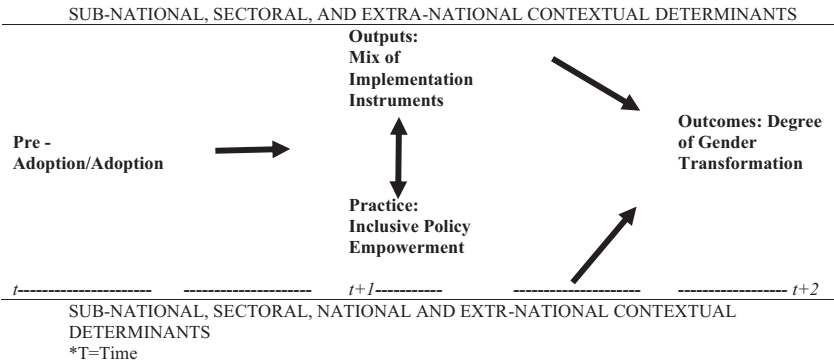 SUB-NATIONAL, SECTORAL, AND EXTRA-NATIONAL CONTEXTUAL DETERMINANTS
Outputs:
Mix of
Implementation
Instruments
Pre -
Adoption/Adoption
Outcomes: Degree
of Gender
Transformation
Practice:
Inclusive Policy
Empowerment
t---------------------- --------------------- t+1----------- --------------------- ------------------ t+2
SUB-NATIONAL, SECTORAL, NATIONAL AND EXTR-NATIONAL CONTEXTUAL
DETERMINANTS
*T=Time